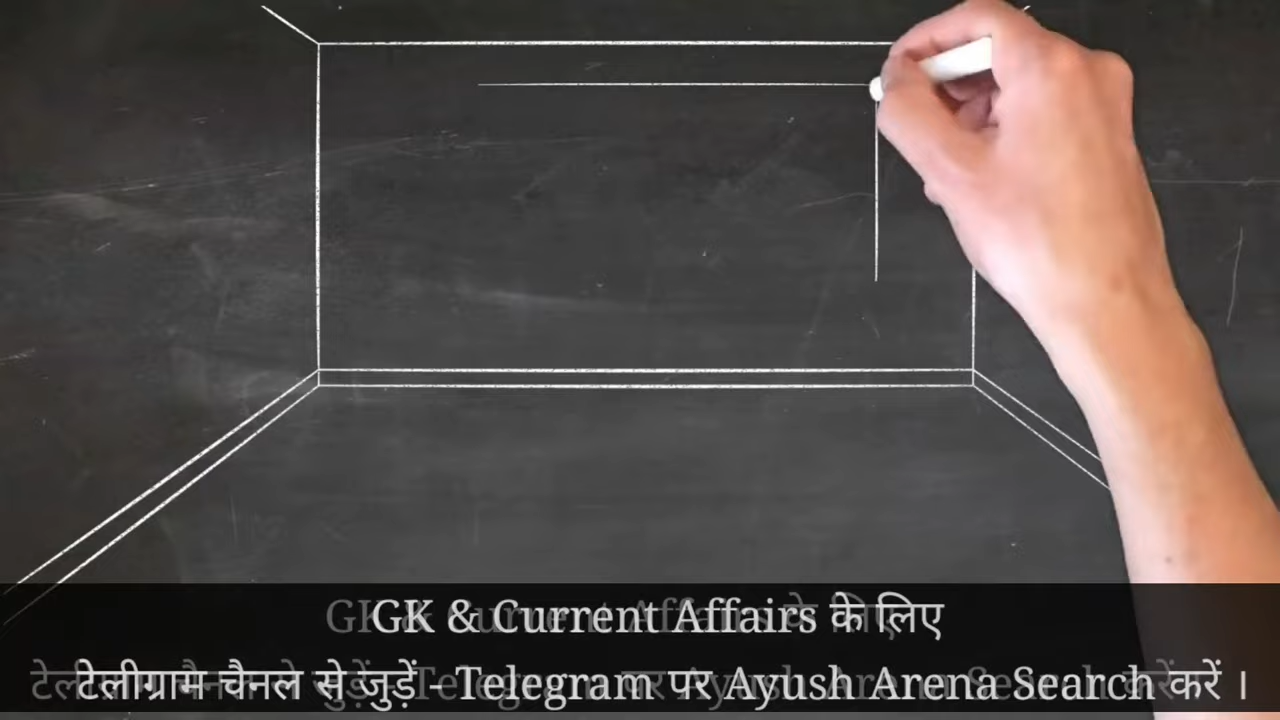 GK & Current Affairs के लिए
टेलीग्राम चैनल से जुड़ें - Telegram पर Ayush Arena Search करें ।